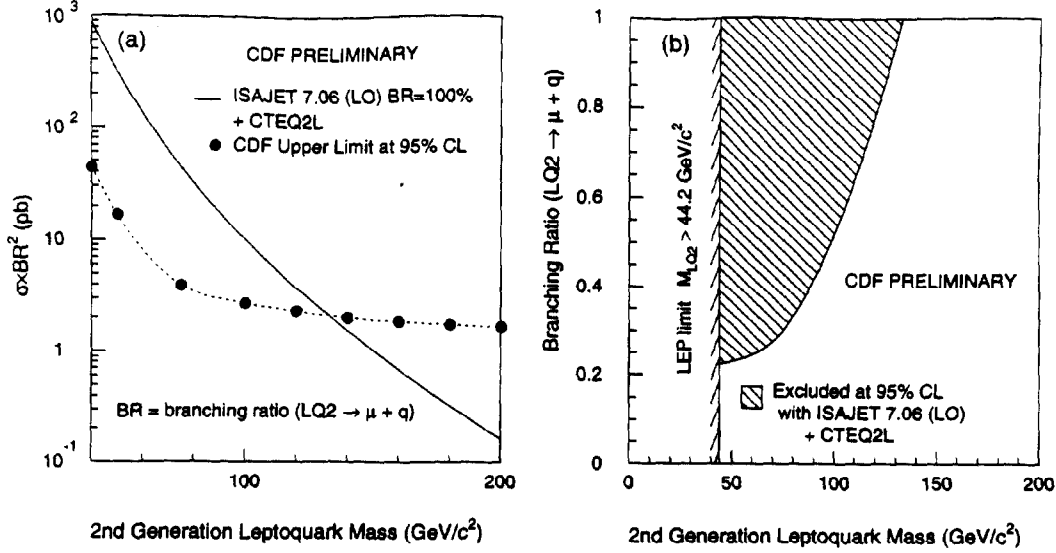 (a)
CDF PRELIMINARY
ISAJET 7.06 (LO) BR=100%
+ CTEQ2L
CDF Upper Limit at 95% CL
BR = branching ratio (LQ2 → μ + q)
σxBR² (pb)
10³
10²
10
1
10⁻¹
100
200
2nd Generation Leptoquark Mass (GeV/c²)
(b)
LEP limit M_LQ2 > 44.2 GeV/c²
CDF PRELIMINARY
Excluded at 95% CL
with ISAJET 7.06 (LO)
+ CTEQ2L
Branching Ratio (LQ2 → μ + q)
1
0.8
0.6
0.4
0.2
0
0 50 100 150 200
2nd Generation Leptoquark Mass (GeV/c²)